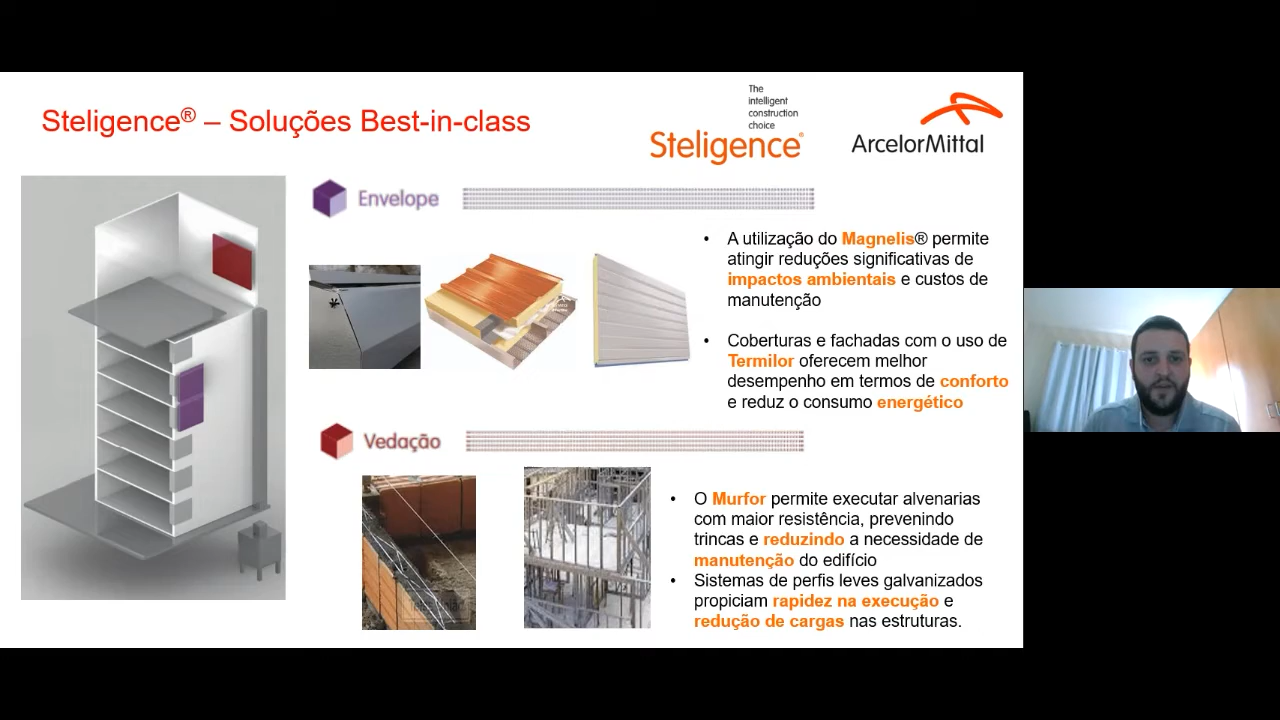 Steligence® – Soluções Best-in-class
The
intelligent
construction
choice
Steligence®
ArcelorMittal
Envelope
• A utilização do Magnelis® permite
atingir reduções significativas de
impactos ambientais e custos de
manutenção
• Coberturas e fachadas com o uso de
Termilor oferecem melhor
desempenho em termos de conforto
e reduz o consumo energético
Vedação
• O Murfor permite executar alvenarias
com maior resistência, prevenindo
trincas e reduzindo a necessidade de
manutenção do edifício
• Sistemas de perfis leves galvanizados
propiciam rapidez na execução e
redução de cargas nas estruturas.